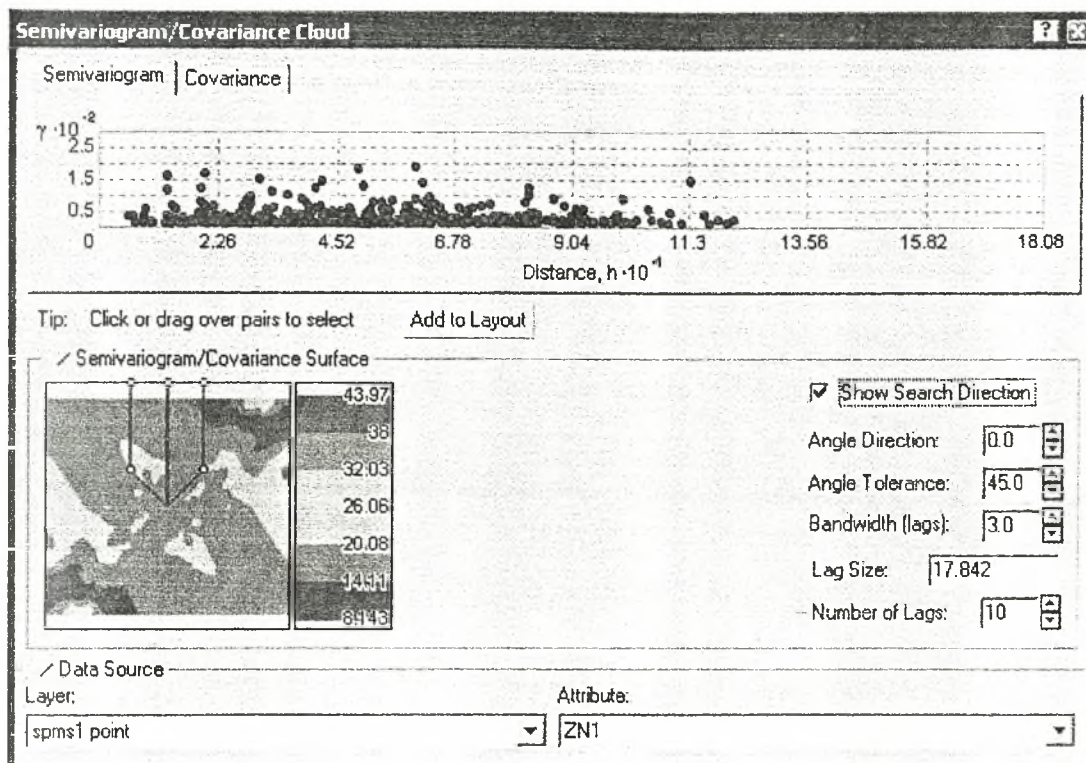 Semivariogram/Covariance Cloud
Semivariogram Covariance
γ·10⁻²
2.5
1.5
0.5
0 2.26 4.52 6.78 9.04 11.3 13.56 15.82 18.08
Distance, h·10⁻¹
Tip: Click or drag over pairs to select Add to Layout
Semivariogram/Covariance Surface
43.97
38
32.03
26.06
20.08
14.11
8.143
Show Search Direction
Angle Direction: 0.0
Angle Tolerance: 45.0
Bandwidth (lags): 3.0
Lag Size: 17.842
Number of Lags: 10
Data Source
Layer: Attribute:
spms1 point ZN1